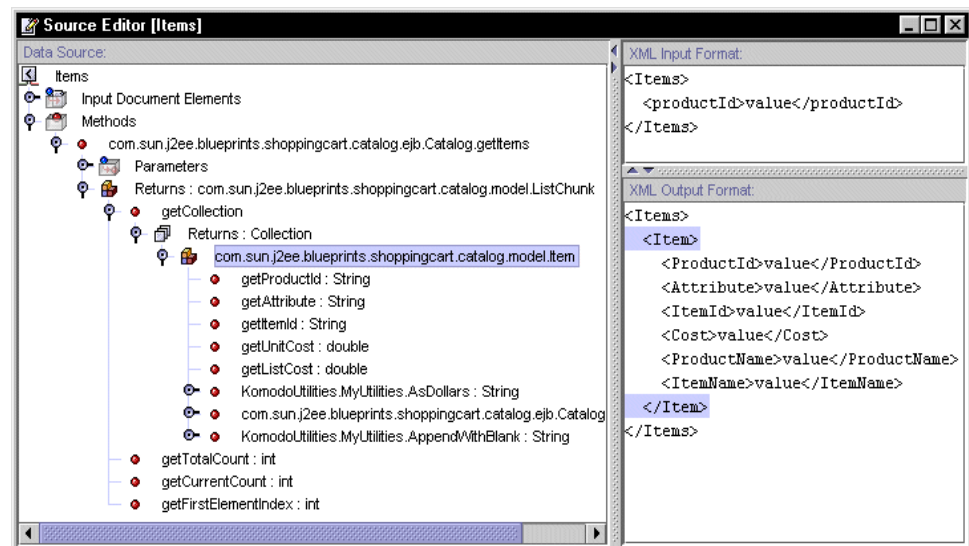 Source Editor [Items]
Data Source:
Items
Input Document Elements
Methods
com.sun.j2ee.blueprints.shoppingcart.catalog.ejb.Catalog.getItems
Parameters
Returns : com.sun.j2ee.blueprints.shoppingcart.catalog.model.ListChunk
getCollection
Returns : Collection
com.sun.j2ee.blueprints.shoppingcart.catalog.model.Item
getProductId : String
getAttribute : String
getItemId : String
getUnitCost : double
getListCost : double
KomodoUtilities.MyUtilities.AsDollars : String
com.sun.j2ee.blueprints.shoppingcart.catalog.ejb.Catalog
KomodoUtilities.MyUtilities.AppendWithBlank : String
getTotalCount : int
getCurrentCount : int
getFirstElementIndex : int
XML Input Format:
<Items>
<productId>value</productId>
</Items>
XML Output Format:
<Items>
<Item>
<ProductId>value</ProductId>
<Attribute>value</Attribute>
<ItemId>value</ItemId>
<Cost>value</Cost>
<ProductName>value</ProductName>
<ItemName>value</ItemName>
</Item>
</Items>